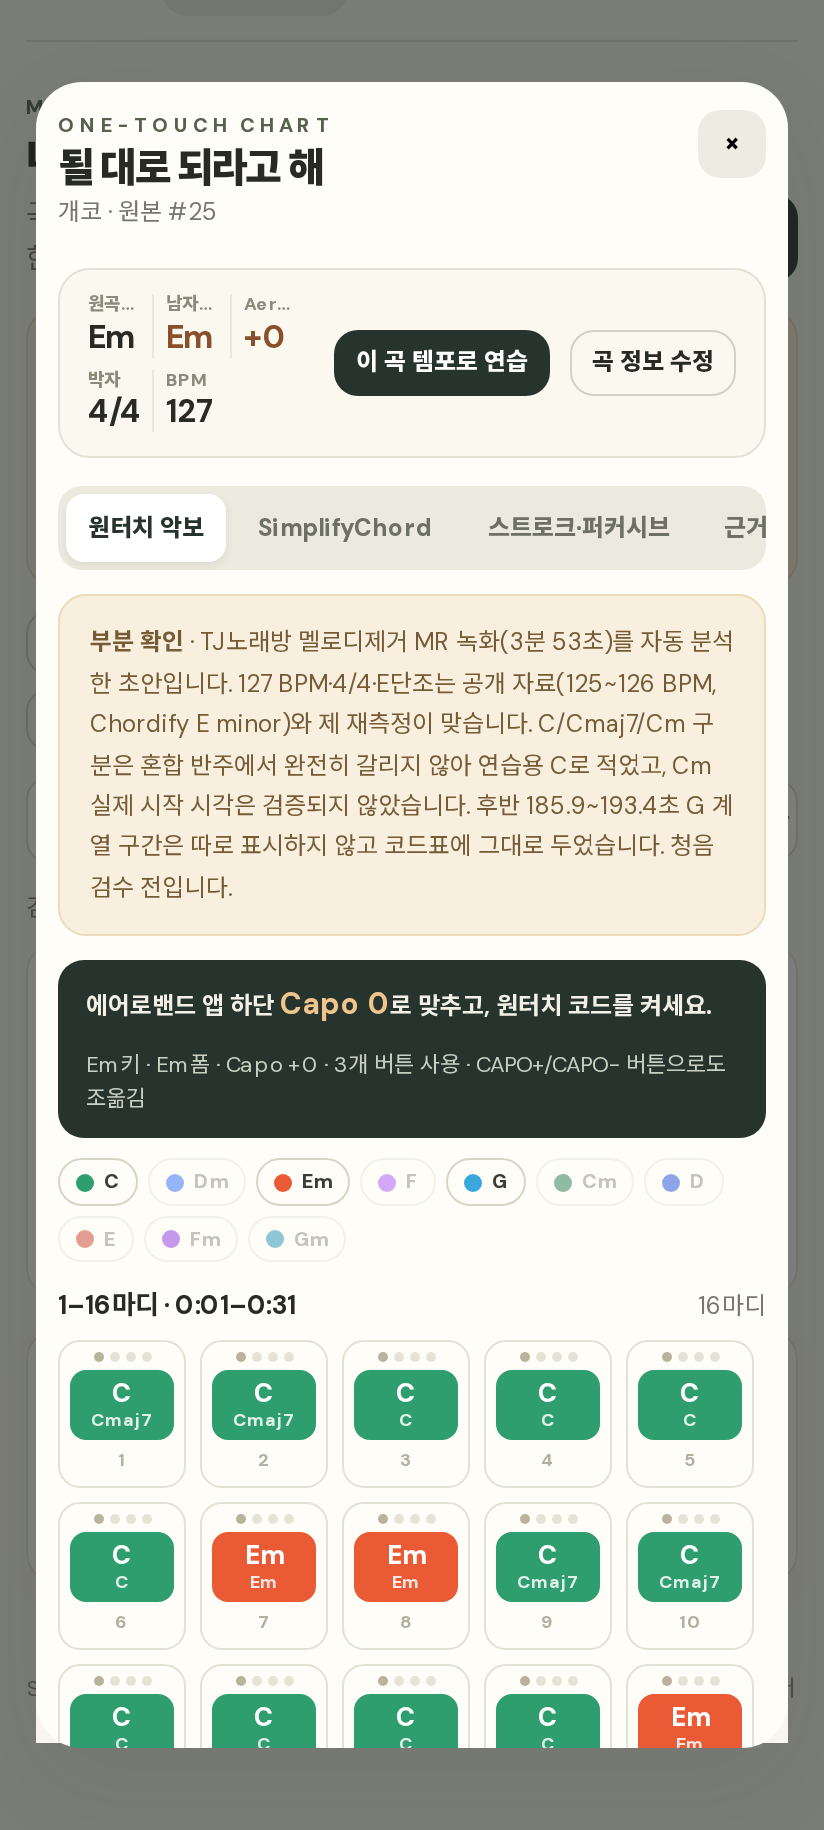 ONE-TOUCH CHART
될 대로 되라고 해
×
개코 · 원본 #25
원곡... 남자... Aer...
Em Em +0
박자 BPM
4/4 127
이 곡 템포로 연습 곡 정보 수정
원터치 악보 SimplifyChord 스트로크·퍼커시브 근거
부분 확인 · TJ노래방 멜로디제거 MR 녹화(3분 53초)를 자동 분석
한 초안입니다. 127 BPM·4/4·E단조는 공개 자료(125~126 BPM,
Chordify E minor)와 제 재측정이 맞습니다. C/Cmaj7/Cm 구
분은 혼합 반주에서 완전히 갈리지 않아 연습용 C로 적었고, Cm
실제 시작 시각은 검증되지 않았습니다. 후반 185.9~193.4초 G 계
열 구간은 따로 표시하지 않고 코드표에 그대로 두었습니다. 청음
검수 전입니다.
에어로밴드 앱 하단 Capo 0로 맞추고, 원터치 코드를 켜세요.
Em 키 · Em 폼 · Capo +0 · 3개 버튼 사용 · CAPO+/CAPO− 버튼으로도
조옮김
C Dm Em F G Cm D
E Fm Gm
1–16마디 · 0:01–0:31 16마디
C C C C C
Cmaj7 Cmaj7 C C C
1 2 3 4 5
C Em Em C C
C Em Em Cmaj7 Cmaj7
6 7 8 9 10
C C C C Em
C C C C Em